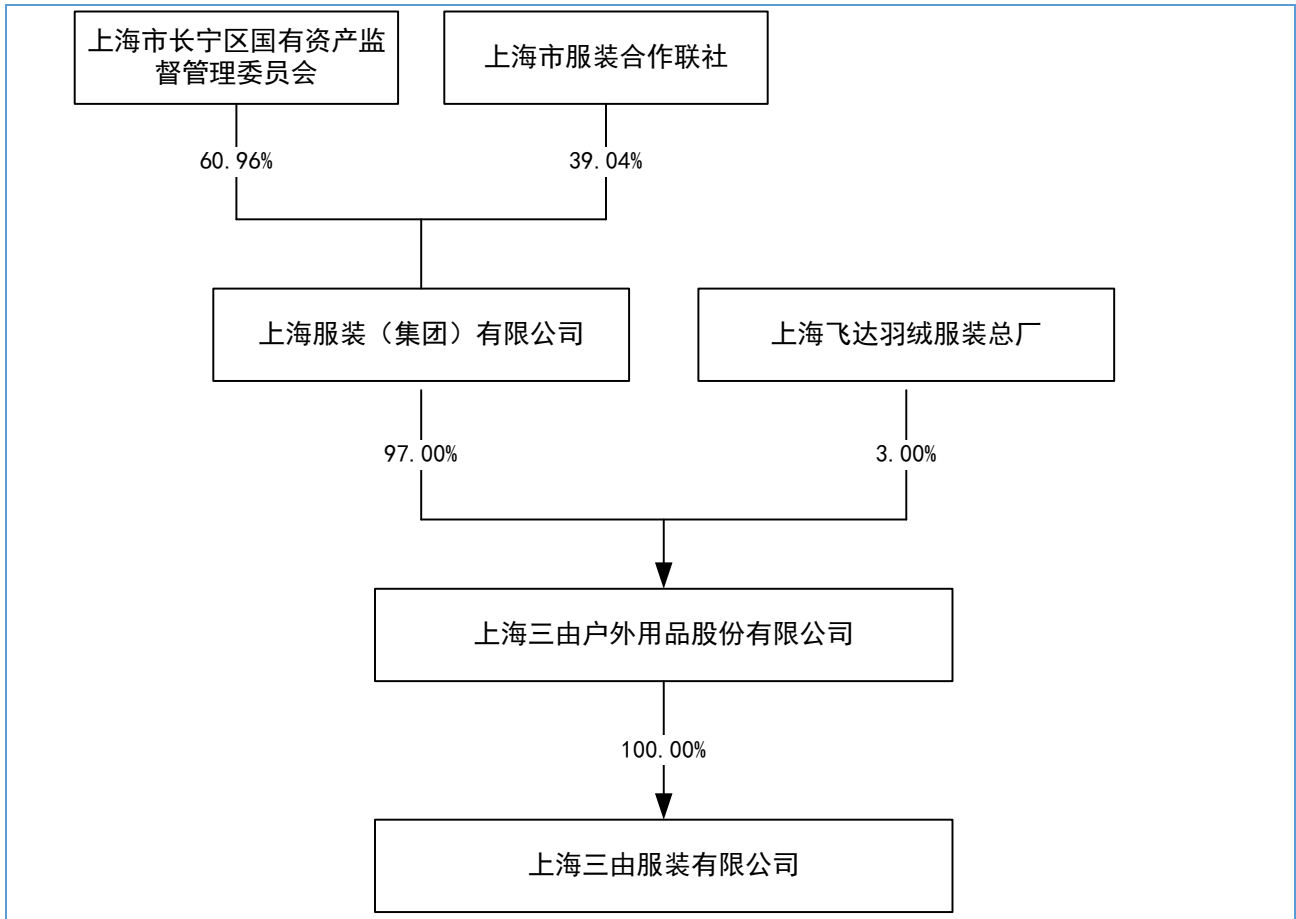 上海市长宁区国有资产监
督管理委员会
上海市服装合作联社
60.96%
39.04%
上海服装（集团）有限公司
上海飞达羽绒服装总厂
97.00%
3.00%
上海三由户外用品股份有限公司
100.00%
上海三由服装有限公司